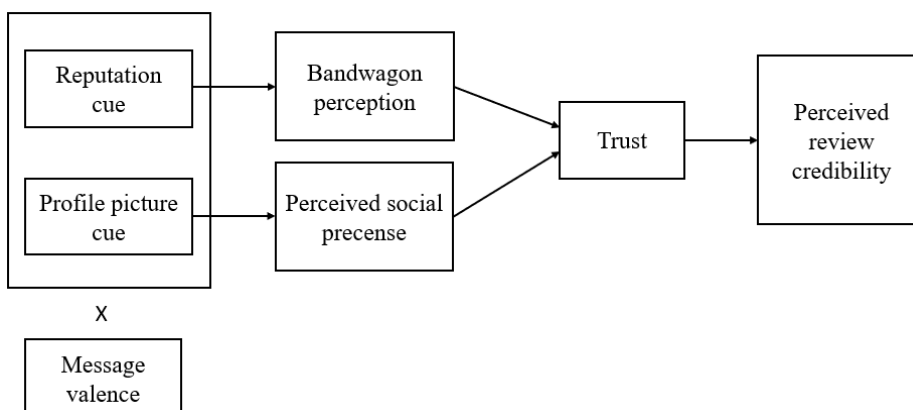 Reputation
cue
Bandwagon
perception
Trust
Perceived
review
credibility
Profile picture
cue
Perceived social
precense
X
Message
valence